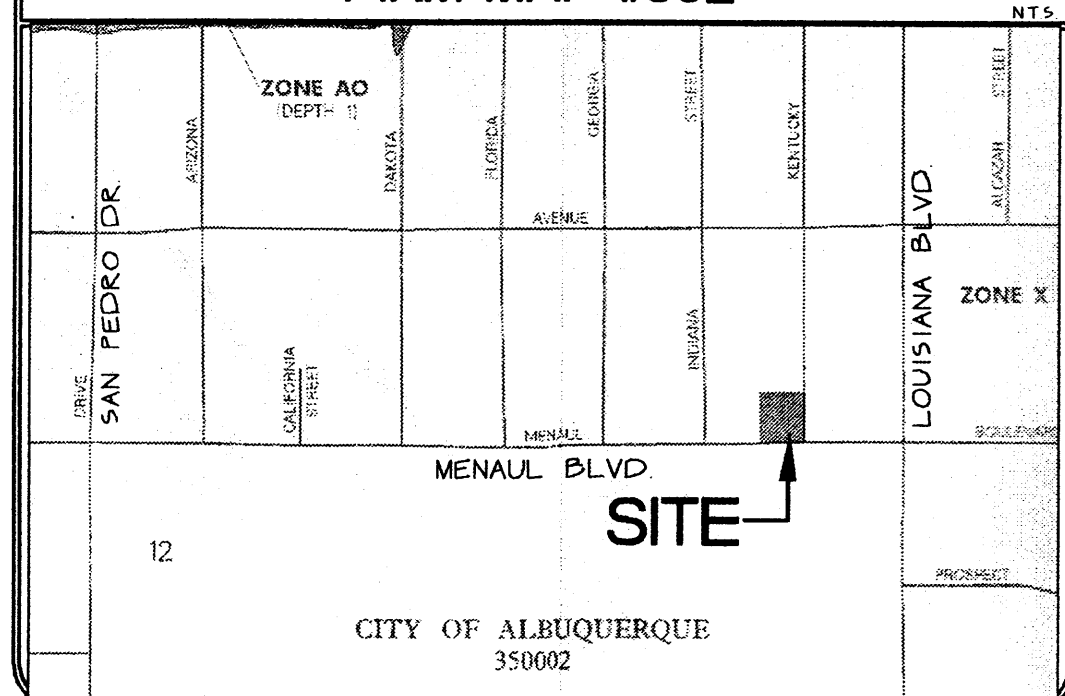 N.T.S.
ZONE AO
(DEPTH 1)
ARIZONA
DAKOTA
FLORIDA
GEORGIA
STREET
KENTUCKY
ALCAZAR STREET
AVENUE
SAN PEDRO DR.
LOUISIANA BLVD.
ZONE X
DRIVE
CALIFORNIA
STREET
INDIANA
MENAUL
BOULEVARD
MENAUL BLVD.
SITE
12
PROSPECT
CITY OF ALBUQUERQUE
350002